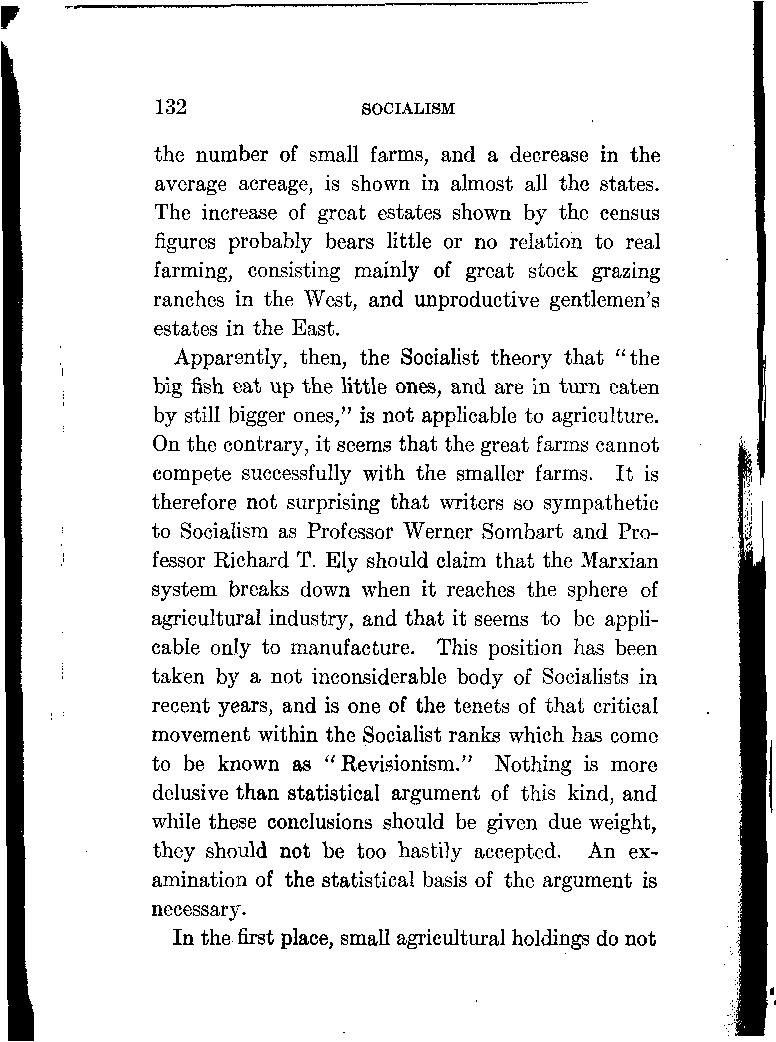 132 SOCIALISM
the number of small farms, and a decrease in the
average acreage, is shown in almost all the states.
The increase of great estates shown by the census
figures probably bears little or no relation to real
farming, consisting mainly of great stock grazing
ranches in the West, and unproductive gentlemen's
estates in the East.
Apparently, then, the Socialist theory that "the
big fish eat up the little ones, and are in turn eaten
by still bigger ones," is not applicable to agriculture.
On the contrary, it seems that the great farms cannot
compete successfully with the smaller farms. It is
therefore not surprising that writers so sympathetic
to Socialism as Professor Werner Sombart and Pro-
fessor Richard T. Ely should claim that the Marxian
system breaks down when it reaches the sphere of
agricultural industry, and that it seems to be appli-
cable only to manufacture. This position has been
taken by a not inconsiderable body of Socialists in
recent years, and is one of the tenets of that critical
movement within the Socialist ranks which has come
to be known as "Revisionism." Nothing is more
delusive than statistical argument of this kind, and
while these conclusions should be given due weight,
they should not be too hastily accepted. An ex-
amination of the statistical basis of the argument is
necessary.
In the first place, small agricultural holdings do not